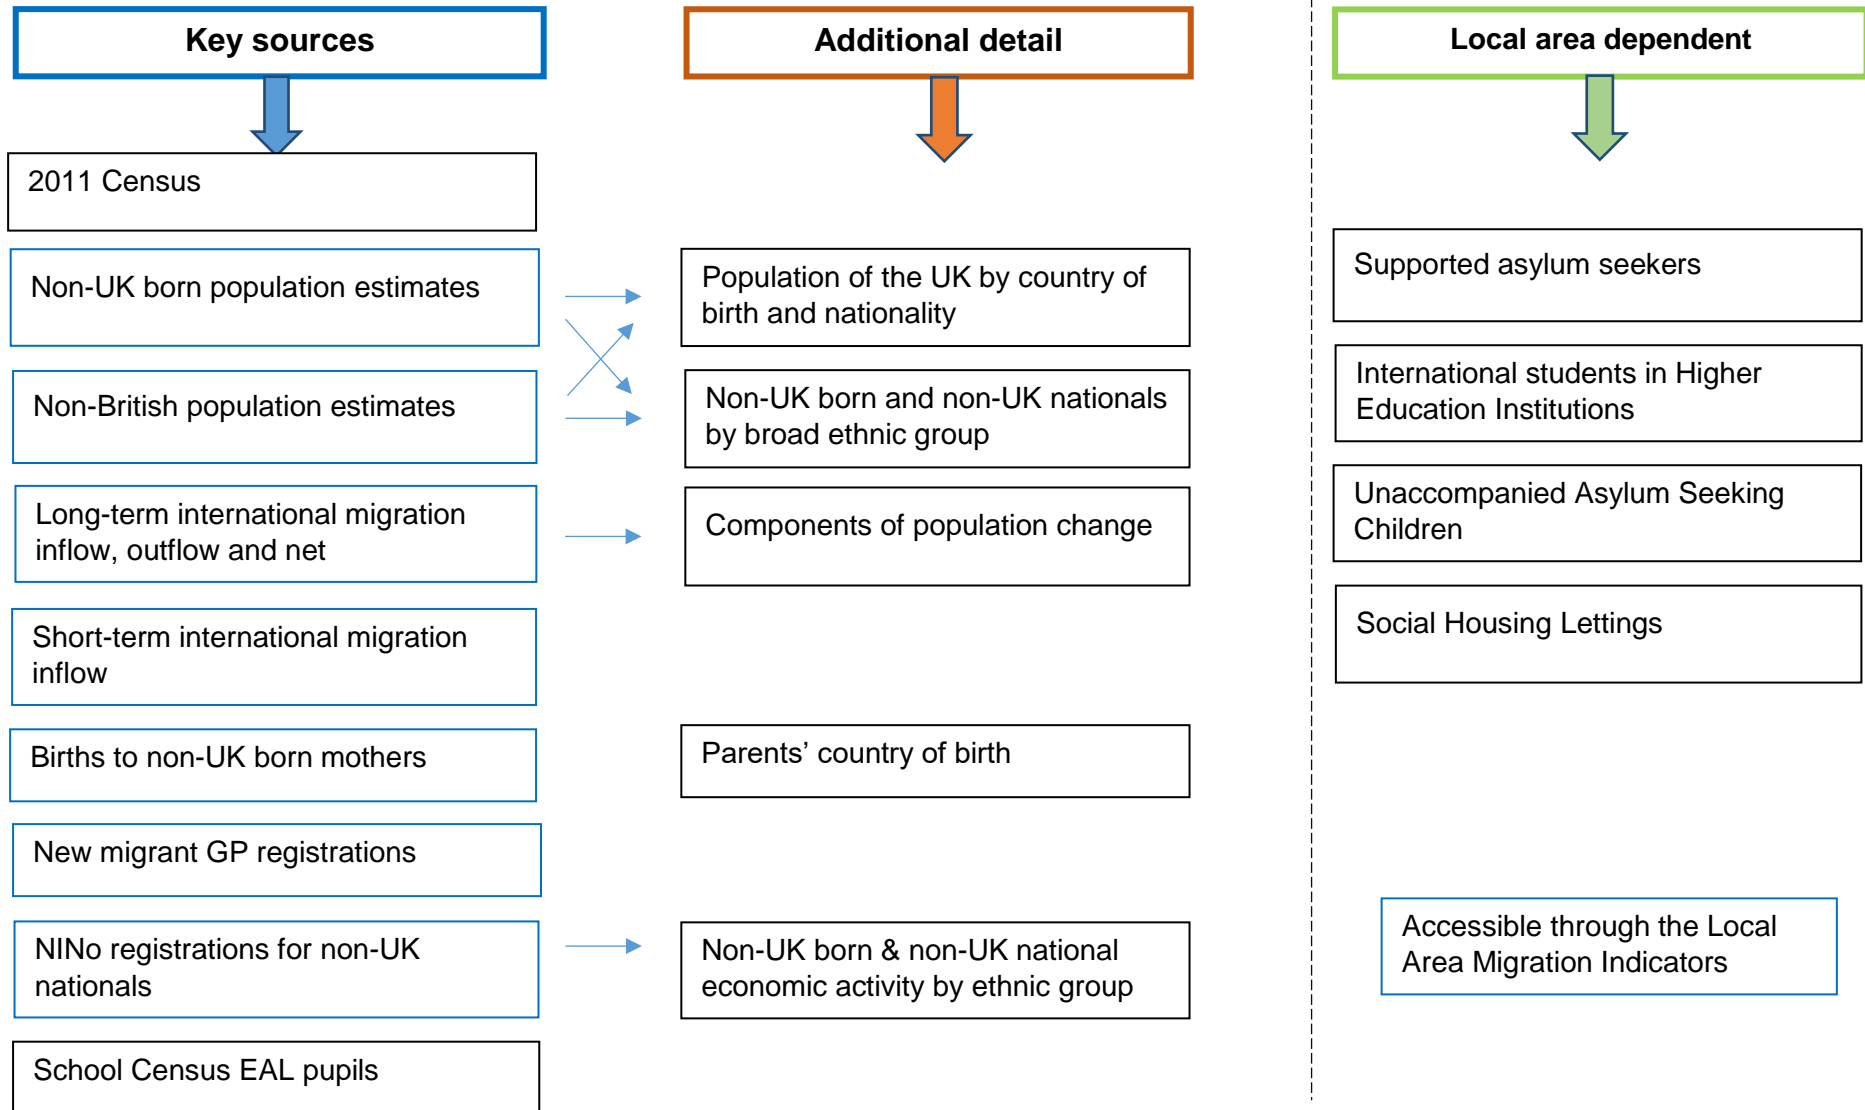 Key sources
2011 Census
Non-UK born population estimates
Non-British population estimates
Long-term international migration
inflow, outflow and net
Short-term international migration
inflow
Births to non-UK born mothers
New migrant GP registrations
NINo registrations for non-UK
nationals
School Census EAL pupils
Additional detail
Population of the UK by country of
birth and nationality
Non-UK born and non-UK nationals
by broad ethnic group
Components of population change
Parents’ country of birth
Non-UK born & non-UK national
economic activity by ethnic group
Local area dependent
Supported asylum seekers
International students in Higher
Education Institutions
Unaccompanied Asylum Seeking
Children
Social Housing Lettings
Accessible through the Local
Area Migration Indicators